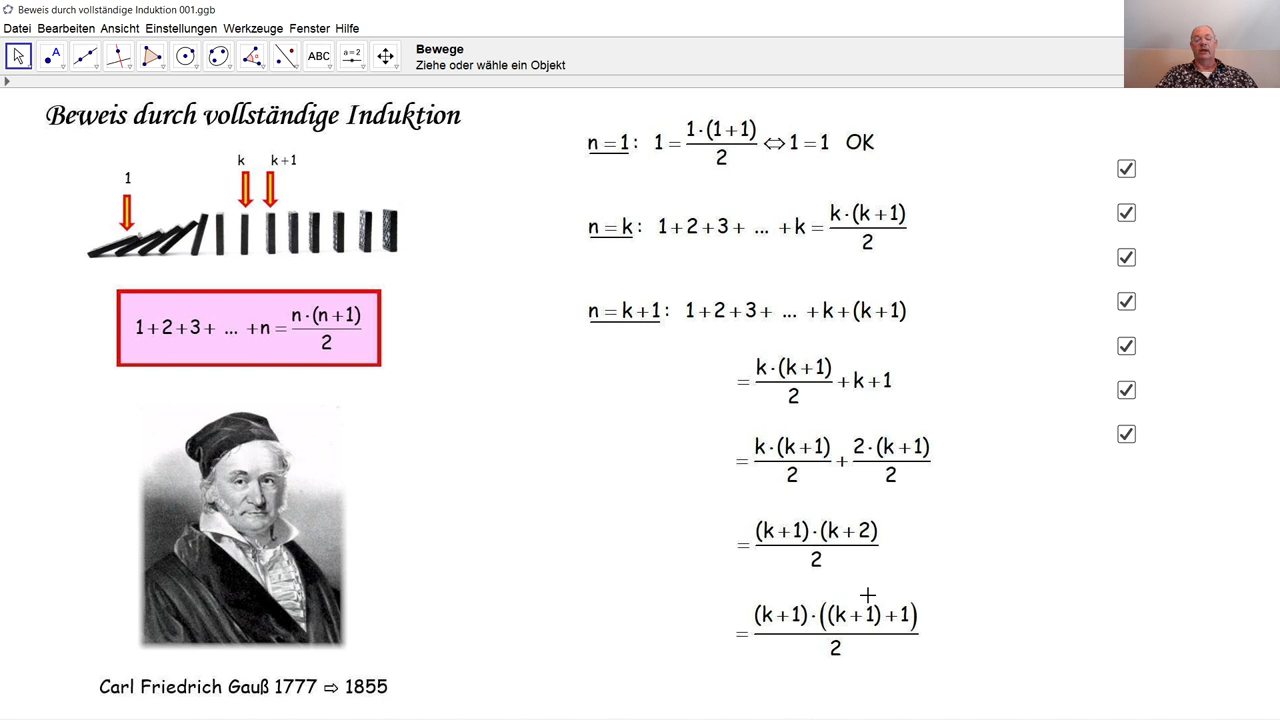 Beweis durch vollständige Induktion 001.ggb
Datei Bearbeiten Ansicht Einstellungen Werkzeuge Fenster Hilfe
A
ABC
a=2
Bewege
Ziehe oder wähle ein Objekt
Beweis durch vollständige Induktion
1
k k+1
1+2+3+ ... +n = n·(n+1)/2
Carl Friedrich Gauß 1777 ⇨ 1855
n=1: 1 = 1·(1+1)/2 ⇔ 1=1 OK
n=k: 1+2+3+ ... +k = k·(k+1)/2
n=k+1: 1+2+3+ ... +k+(k+1)
= k·(k+1)/2 +k+1
= k·(k+1)/2 + 2·(k+1)/2
= (k+1)·(k+2)/2
= (k+1)·((k+1)+1)/2